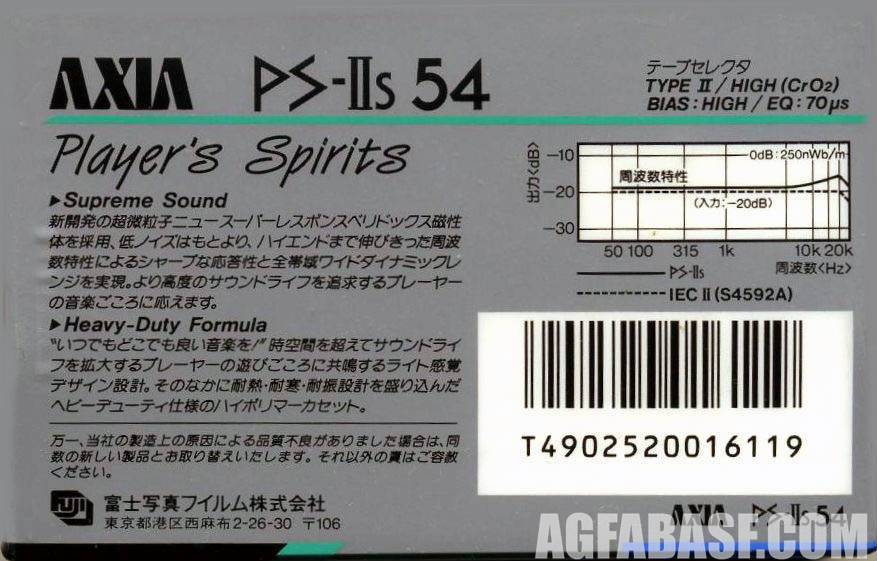 AXIA PS-IIs 54
テープセレクタ
TYPE II / HIGH (CrO2)
BIAS : HIGH / EQ : 70μs
Player's Spirits
▶Supreme Sound
新開発の超微粒子ニュースーパーレスポンスベリドックス磁性
体を採用、低ノイズはもとより、ハイエンドまで伸びきった周波
数特性によるシャープな応答性と全帯域ワイドダイナミックレ
ンジを実現。より高度のサウンドライフを追求するプレーヤー
の音楽ごころに応えます。
▶Heavy-Duty Formula
"いつでもどこでも良い音楽を!"時空間を超えてサウンドライ
フを拡大するプレーヤーの遊びごころに共鳴するライト感覚
デザイン設計。そのなかに耐熱・耐寒・耐振設計を盛り込んだ
ヘビーデューティ仕様のハイポリマーカセット。
万一、当社の製造上の原因による品質不良がありました場合は、同
数の新しい製品とお取り替えいたします。それ以外の責はご容赦
ください。
FUJI 富士写真フイルム株式会社
東京都港区西麻布2-26-30 〒106
出力<dB>
-10
-20
-30
0dB : 250nWb/m
周波数特性
(入力:-20dB)
50 100 315 1k 10k 20k
周波数<Hz>
PS-IIs
IEC II (S4592A)
T4902520016119
AXIA PS-IIs 54
AGFABASF.COM